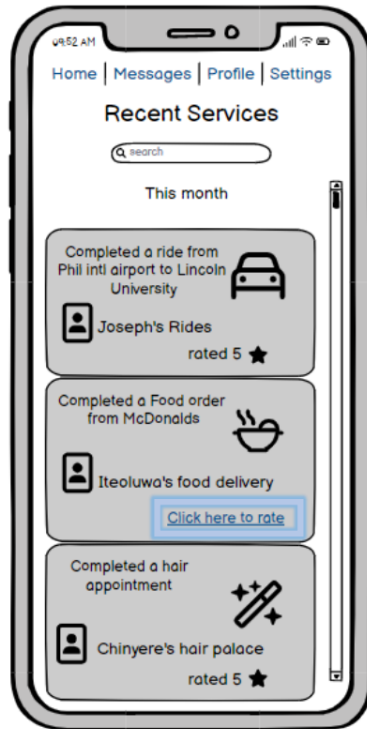 09:52 AM
Home | Messages | Profile | Settings
Recent Services
search
This month
Completed a ride from
Phil intl airport to Lincoln
University
Joseph's Rides
rated 5
Completed a Food order
from McDonalds
Iteoluwa's food delivery
Click here to rate
Completed a hair
appointment
Chinyere's hair palace
rated 5